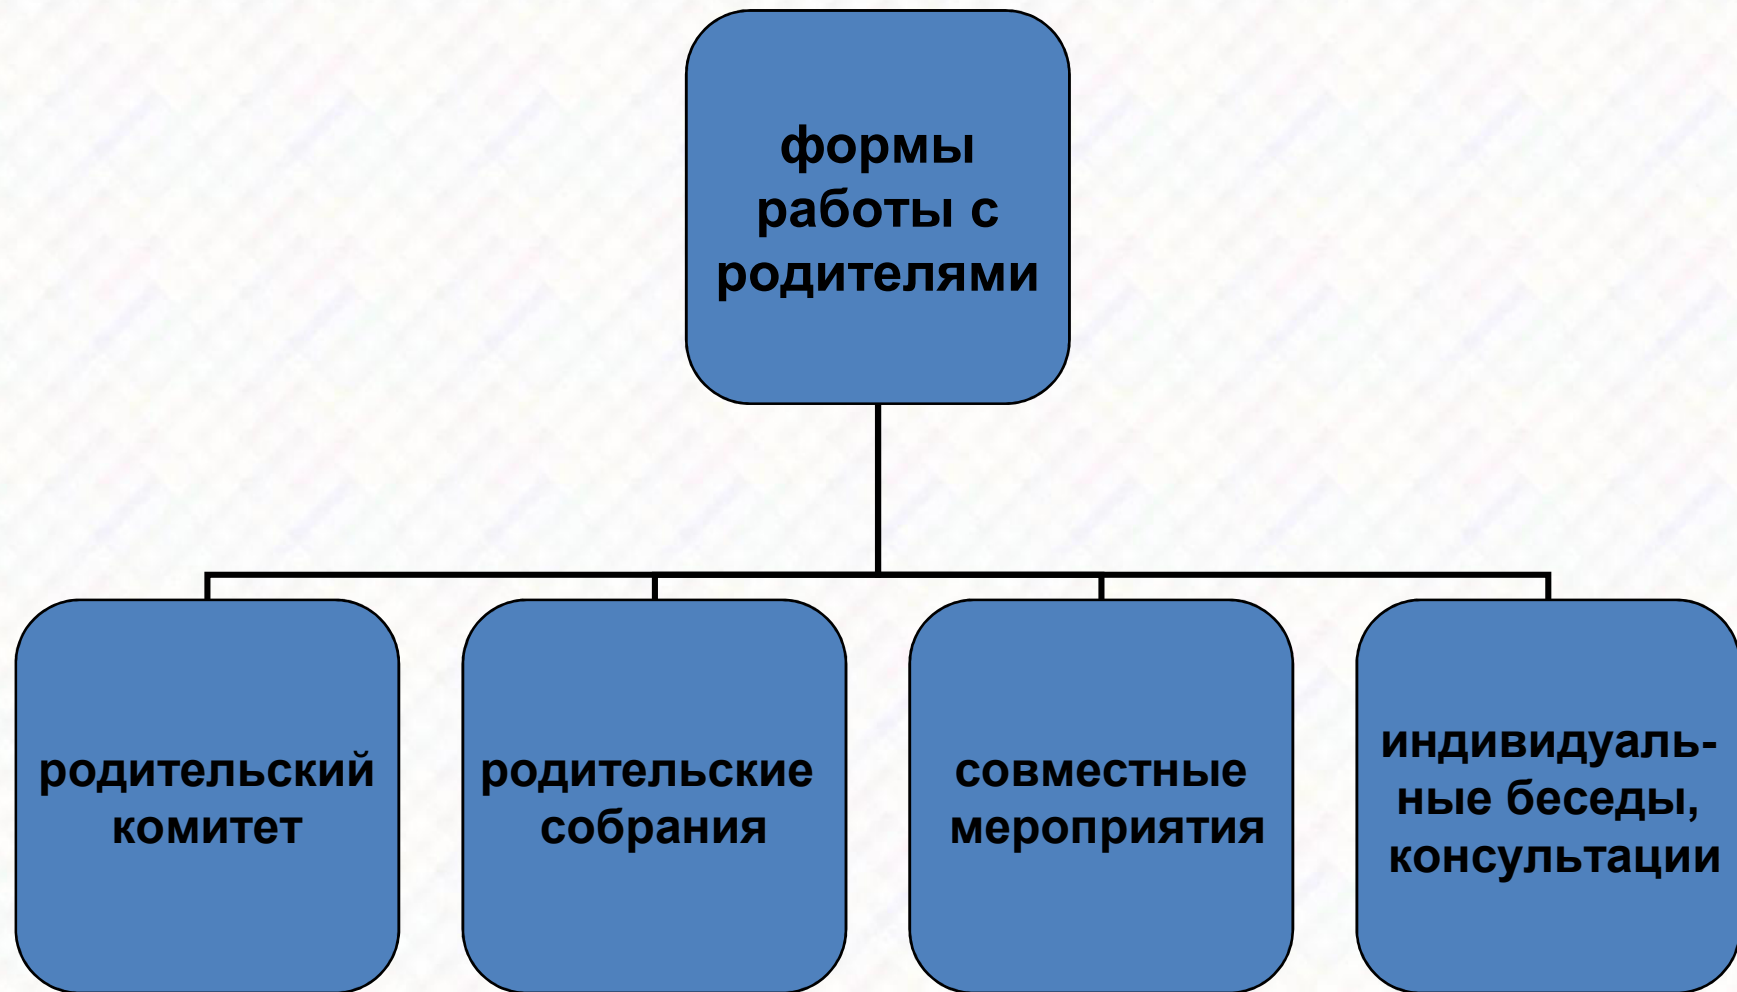 формы
работы с
родителями
родительский
комитет
родительские
собрания
совместные
мероприятия
индивидуаль-
ные беседы,
консультации